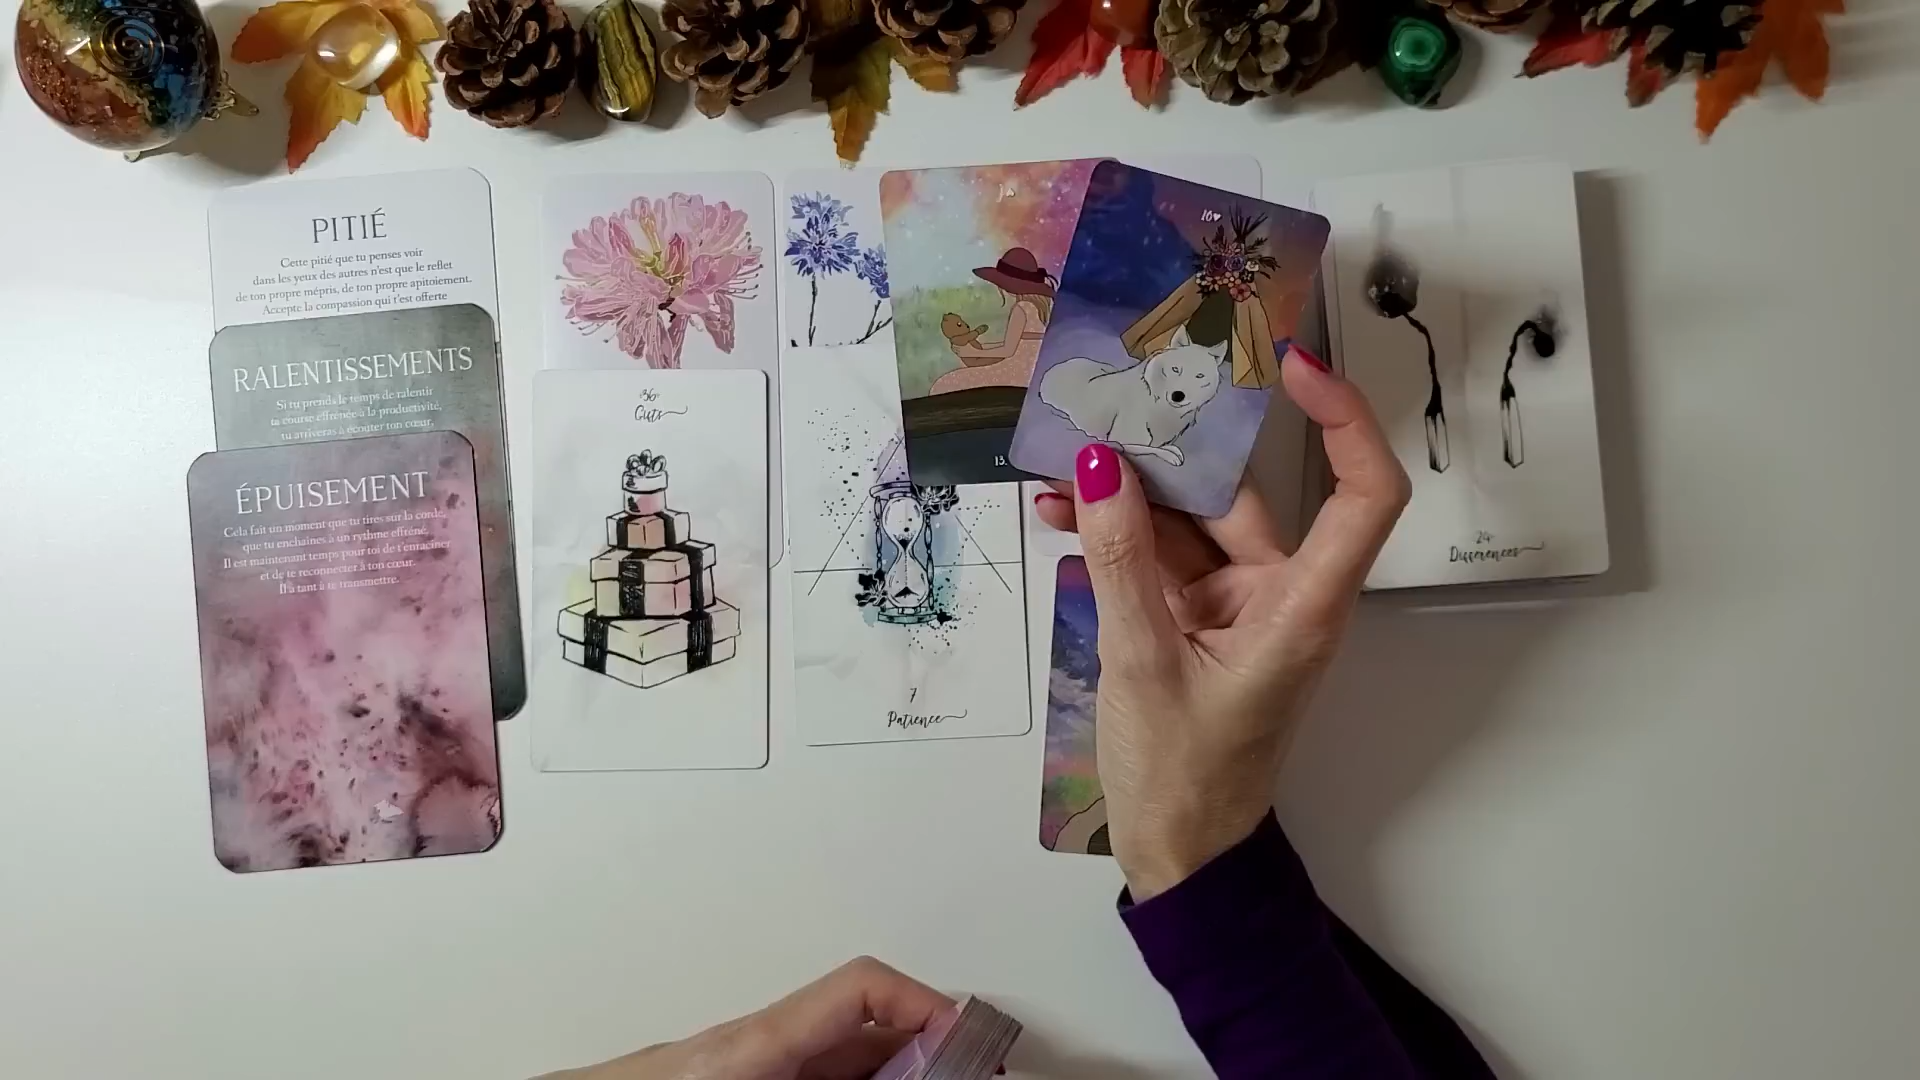 PITIÉ
Cette pitié que tu penses voir
dans les yeux des autres n'est que le reflet
de ton propre mépris, de ton propre apitoiement.
Accepte la compassion qui t'est offerte
RALENTISSEMENTS
Si tu prends le temps de ralentir
ta course effrénée à la productivité,
tu arriveras à écouter ton cœur,
ÉPUISEMENT
Cela fait un moment que tu tires sur la corde,
que tu enchaînes à un rythme effréné.
Il est maintenant temps pour toi de t'enraciner
et de te reconnecter à ton cœur.
Il a tant à te transmettre.
36
Gifts
7
Patience
13.
10♥
24
Differences